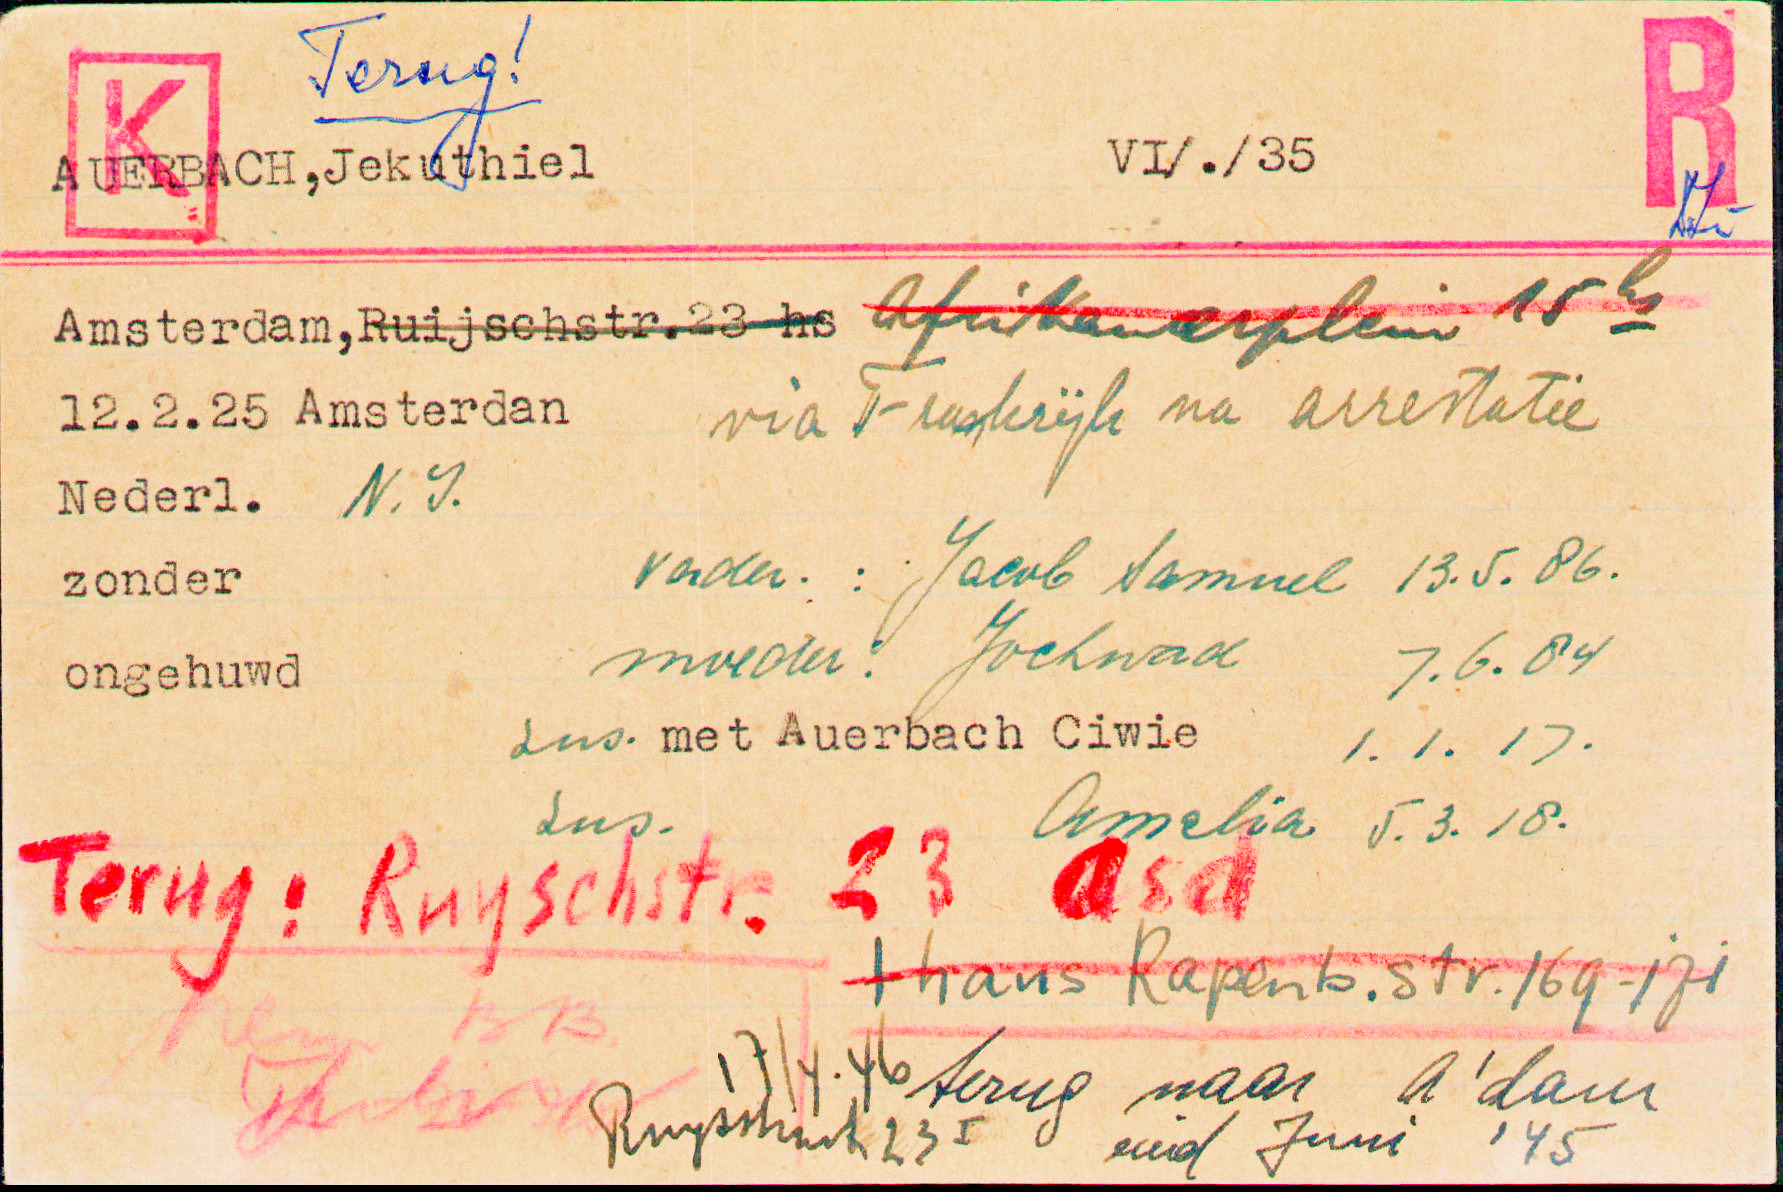 K Terug! R
AUERBACH,Jekuthiel VI/./35
Amsterdam,Ruijschstr.23 hs Afrikanerplein 15 hs
12.2.25 Amsterdan via Frankrijk na arrestatie
Nederl. N.I.
zonder vader. : Jacob Samuel 13.5.86.
ongehuwd moeder: Jochwad 7.6.84
zus. met Auerbach Ciwie 1.1.17.
zus. Amelia 5.3.18.
Terug: Ruyschstr. 23 asd
thans Rapenb.str. 169-
17/4.46 terug naar A'dam
23 I eind Juni '45